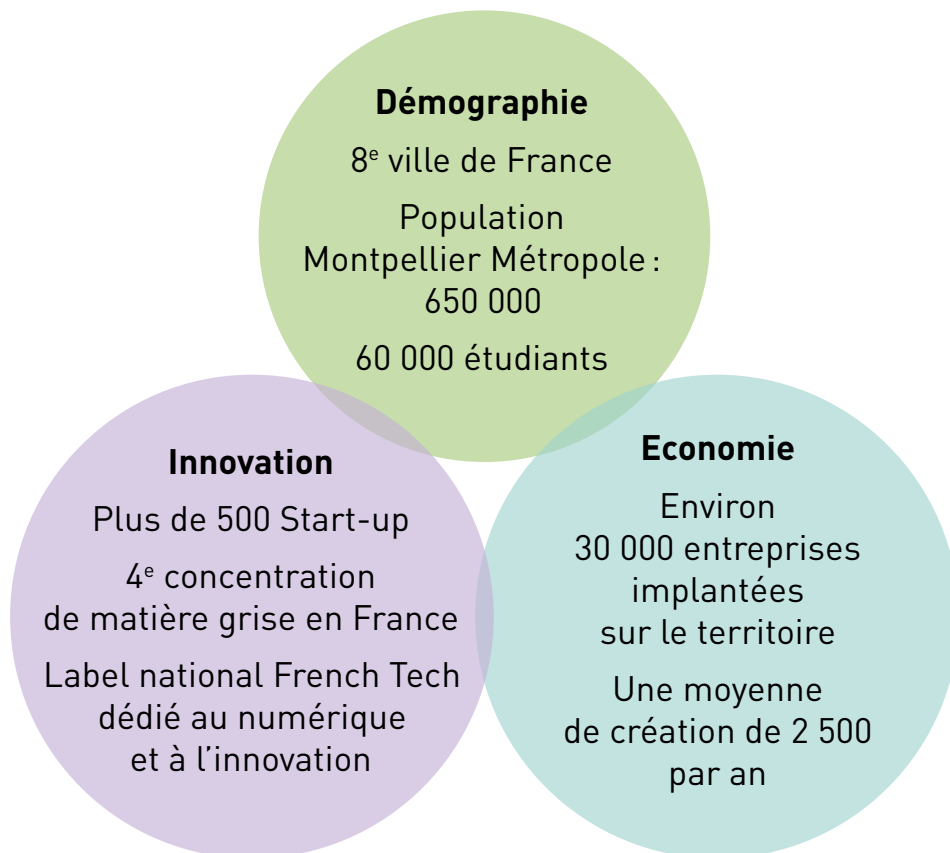 Démographie
8e ville de France
Population
Montpellier Métropole :
650 000
60 000 étudiants
Innovation
Plus de 500 Start-up
4e concentration
de matière grise en France
Label national French Tech
dédié au numérique
et à l’innovation
Economie
Environ
30 000 entreprises
implantées
sur le territoire
Une moyenne
de création de 2 500
par an